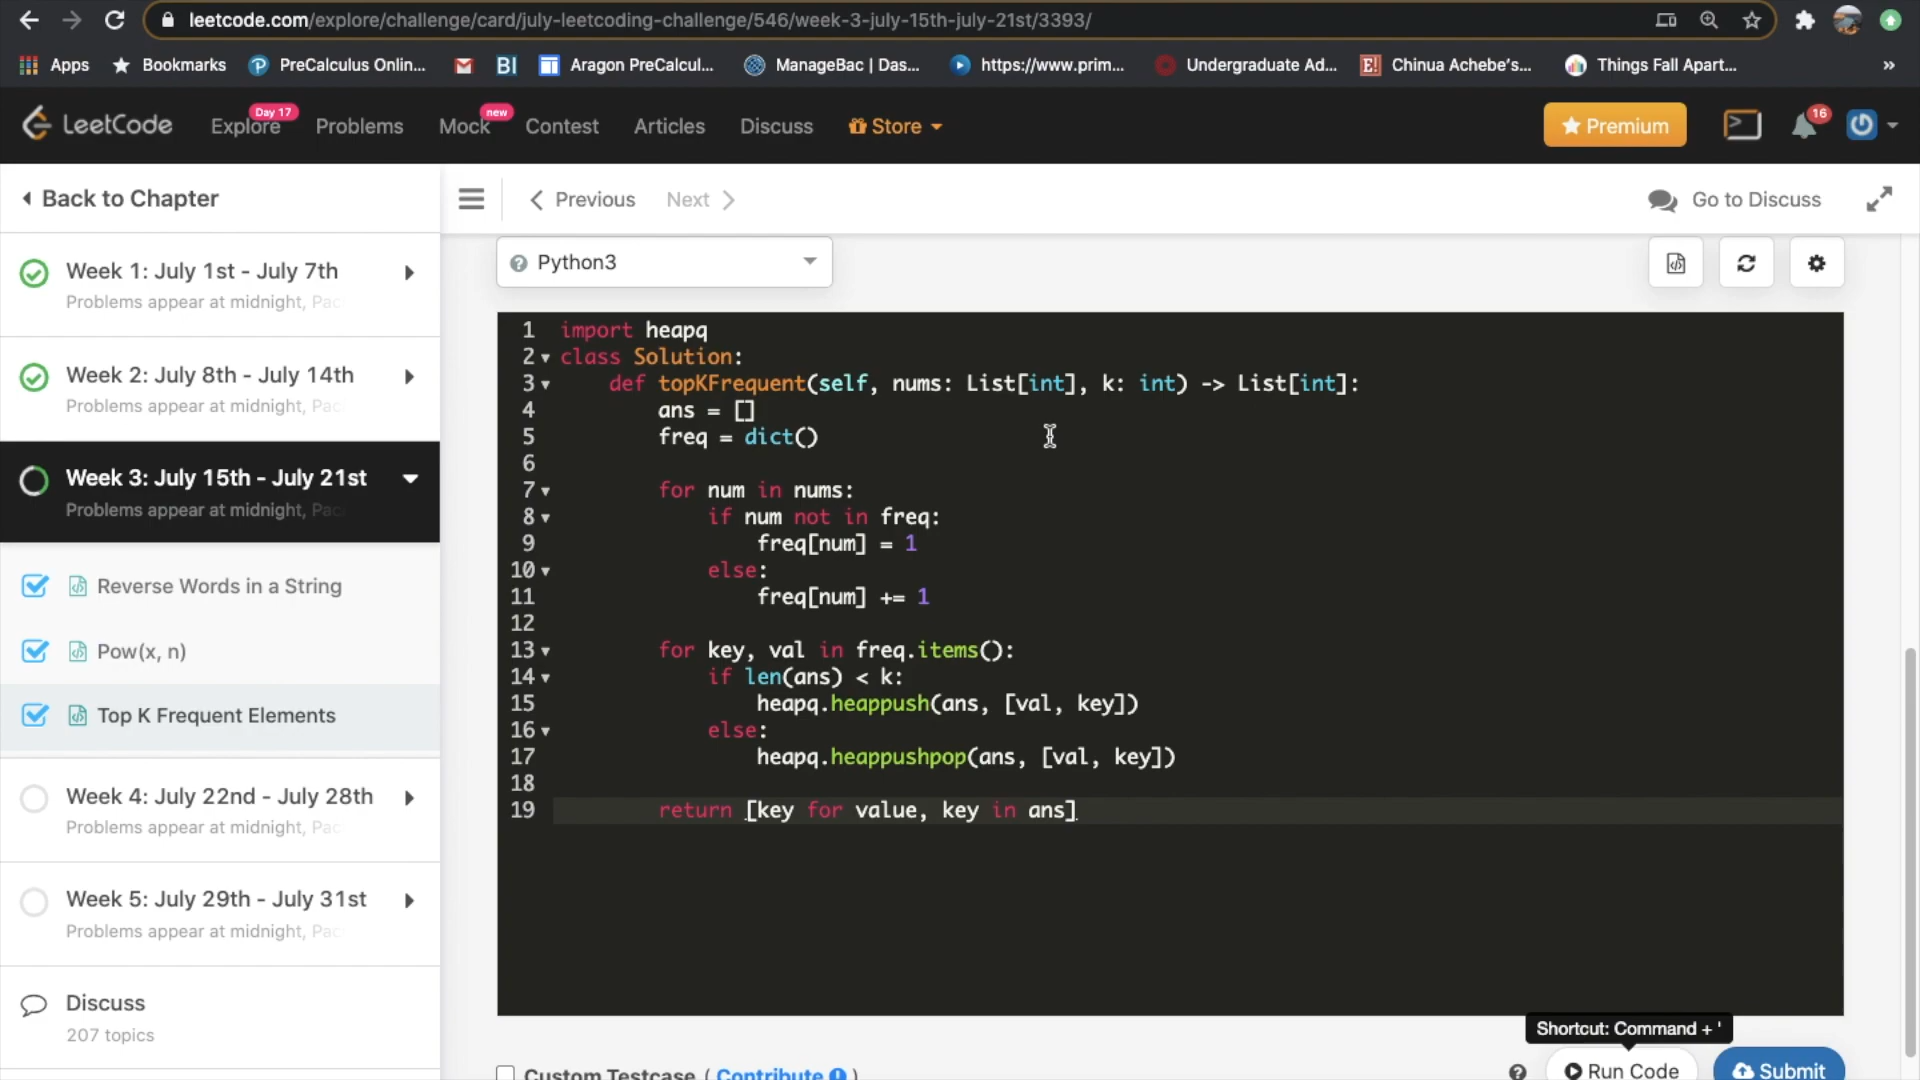 leetcode.com/explore/challenge/card/july-leetcoding-challenge/546/week-3-july-15th-july-21st/3393/
Apps Bookmarks PreCalculus Onlin... BI Aragon PreCalcul... ManageBac | Das... https://www.prim... Undergraduate Ad... E! Chinua Achebe's... Things Fall Apart... »
LeetCode Explore Day 17 Problems Mock new Contest Articles Discuss Store Premium 16
Back to Chapter
Previous Next Go to Discuss
Week 1: July 1st - July 7th
Problems appear at midnight, Pac
Week 2: July 8th - July 14th
Problems appear at midnight, Pac
Week 3: July 15th - July 21st
Problems appear at midnight, Pac
Reverse Words in a String
Pow(x, n)
Top K Frequent Elements
Week 4: July 22nd - July 28th
Problems appear at midnight, Pac
Week 5: July 29th - July 31st
Problems appear at midnight, Pac
Discuss
207 topics
Python3
1 import heapq
2 class Solution:
3 def topKFrequent(self, nums: List[int], k: int) -> List[int]:
4 ans = []
5 freq = dict()
6
7 for num in nums:
8 if num not in freq:
9 freq[num] = 1
10 else:
11 freq[num] += 1
12
13 for key, val in freq.items():
14 if len(ans) < k:
15 heapq.heappush(ans, [val, key])
16 else:
17 heapq.heappushpop(ans, [val, key])
18
19 return [key for value, key in ans]
Shortcut: Command + '
Custom Testcase ( Contribute )
Run Code
Submit